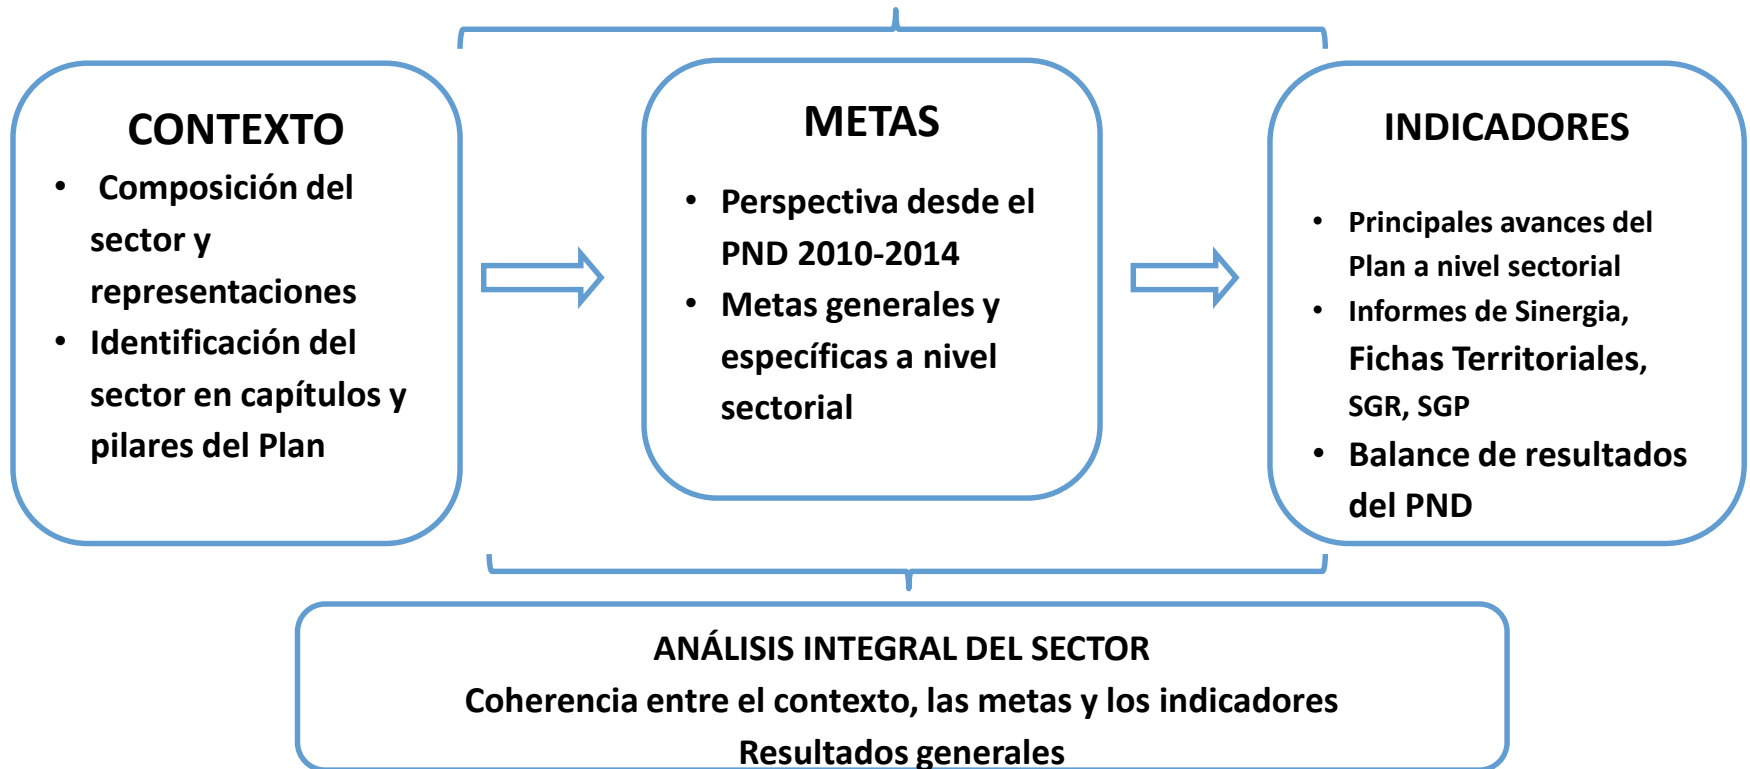 CONTEXTO
• Composición del
sector y
representaciones
• Identificación del
sector en capítulos y
pilares del Plan
METAS
• Perspectiva desde el
PND 2010-2014
• Metas generales y
específicas a nivel
sectorial
INDICADORES
• Principales avances del
Plan a nivel sectorial
• Informes de Sinergia,
Fichas Territoriales,
SGR, SGP
• Balance de resultados
del PND
ANÁLISIS INTEGRAL DEL SECTOR
Coherencia entre el contexto, las metas y los indicadores
Resultados generales